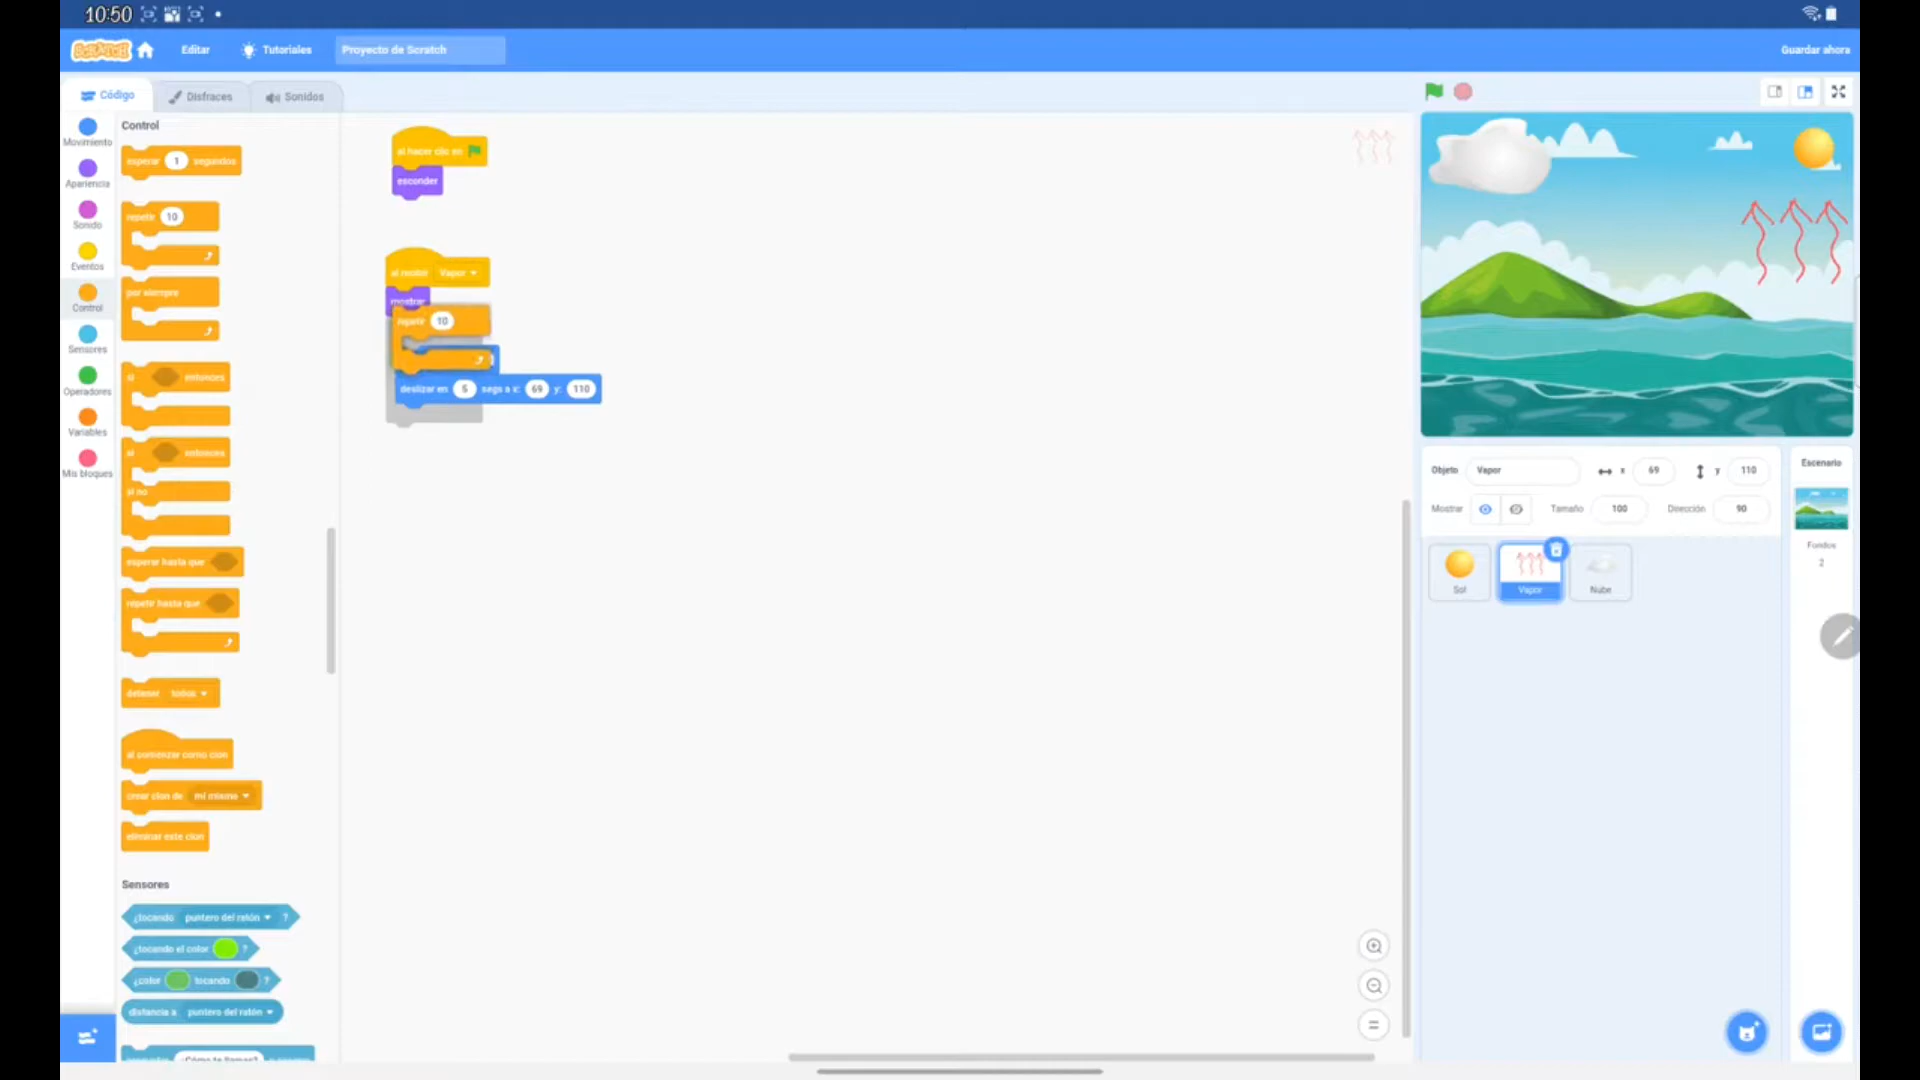 10:50
SCRATCH Editar Tutoriales Proyecto de Scratch Guardar ahora
Código Disfraces Sonidos
Movimiento
Apariencia
Sonido
Eventos
Control
Sensores
Operadores
Variables
Mis bloques
Control
esperar 1 segundos
repetir 10
por siempre
si entonces
si entonces
si no
esperar hasta que
repetir hasta que
detener todos
al comenzar como clon
crear clon de mí mismo
eliminar este clon
Sensores
¿tocando puntero del ratón ?
¿tocando el color ?
¿color tocando ?
distancia a puntero del ratón
¿Cómo te llamas?
al hacer clic en
esconder
al recibir Vapor
mostrar
repetir 10
deslizar en 5 segs a x: 69 y: 110
Objeto Vapor x 69 y 110
Mostrar Tamaño 100 Dirección 90
Sol Vapor Nube
Escenario
Fondos
2